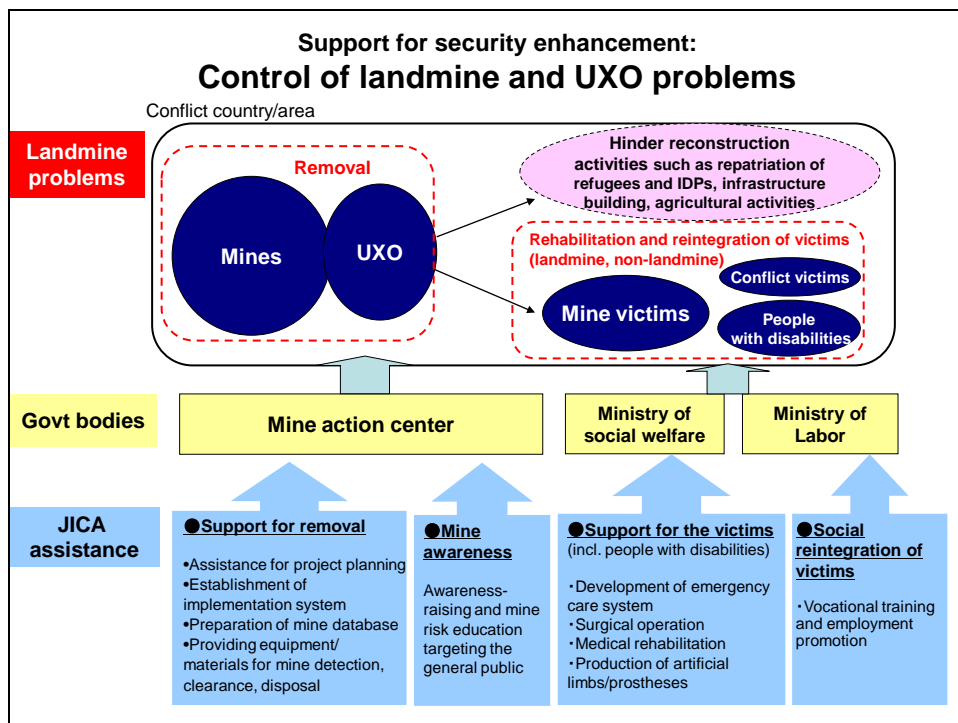 Support for security enhancement:
Control of landmine and UXO problems
Conflict country/area
Landmine
problems
Removal
Mines
UXO
Hinder reconstruction
activities such as repatriation of
refugees and IDPs, infrastructure
building, agricultural activities
Rehabilitation and reintegration of victims
(landmine, non-landmine)
Mine victims
Conflict victims
People
with disabilities
Govt bodies
Mine action center
Ministry of
social welfare
Ministry of
Labor
JICA
assistance
●Support for removal
•Assistance for project planning
•Establishment of
implementation system
•Preparation of mine database
•Providing equipment/
materials for mine detection,
clearance, disposal
●Mine
awareness
Awareness-
raising and mine
risk education
targeting the
general public
●Support for the victims
(incl. people with disabilities)
・Development of emergency
care system
・Surgical operation
・Medical rehabilitation
・Production of artificial
limbs/prostheses
●Social
reintegration of
victims
・Vocational training
and employment
promotion